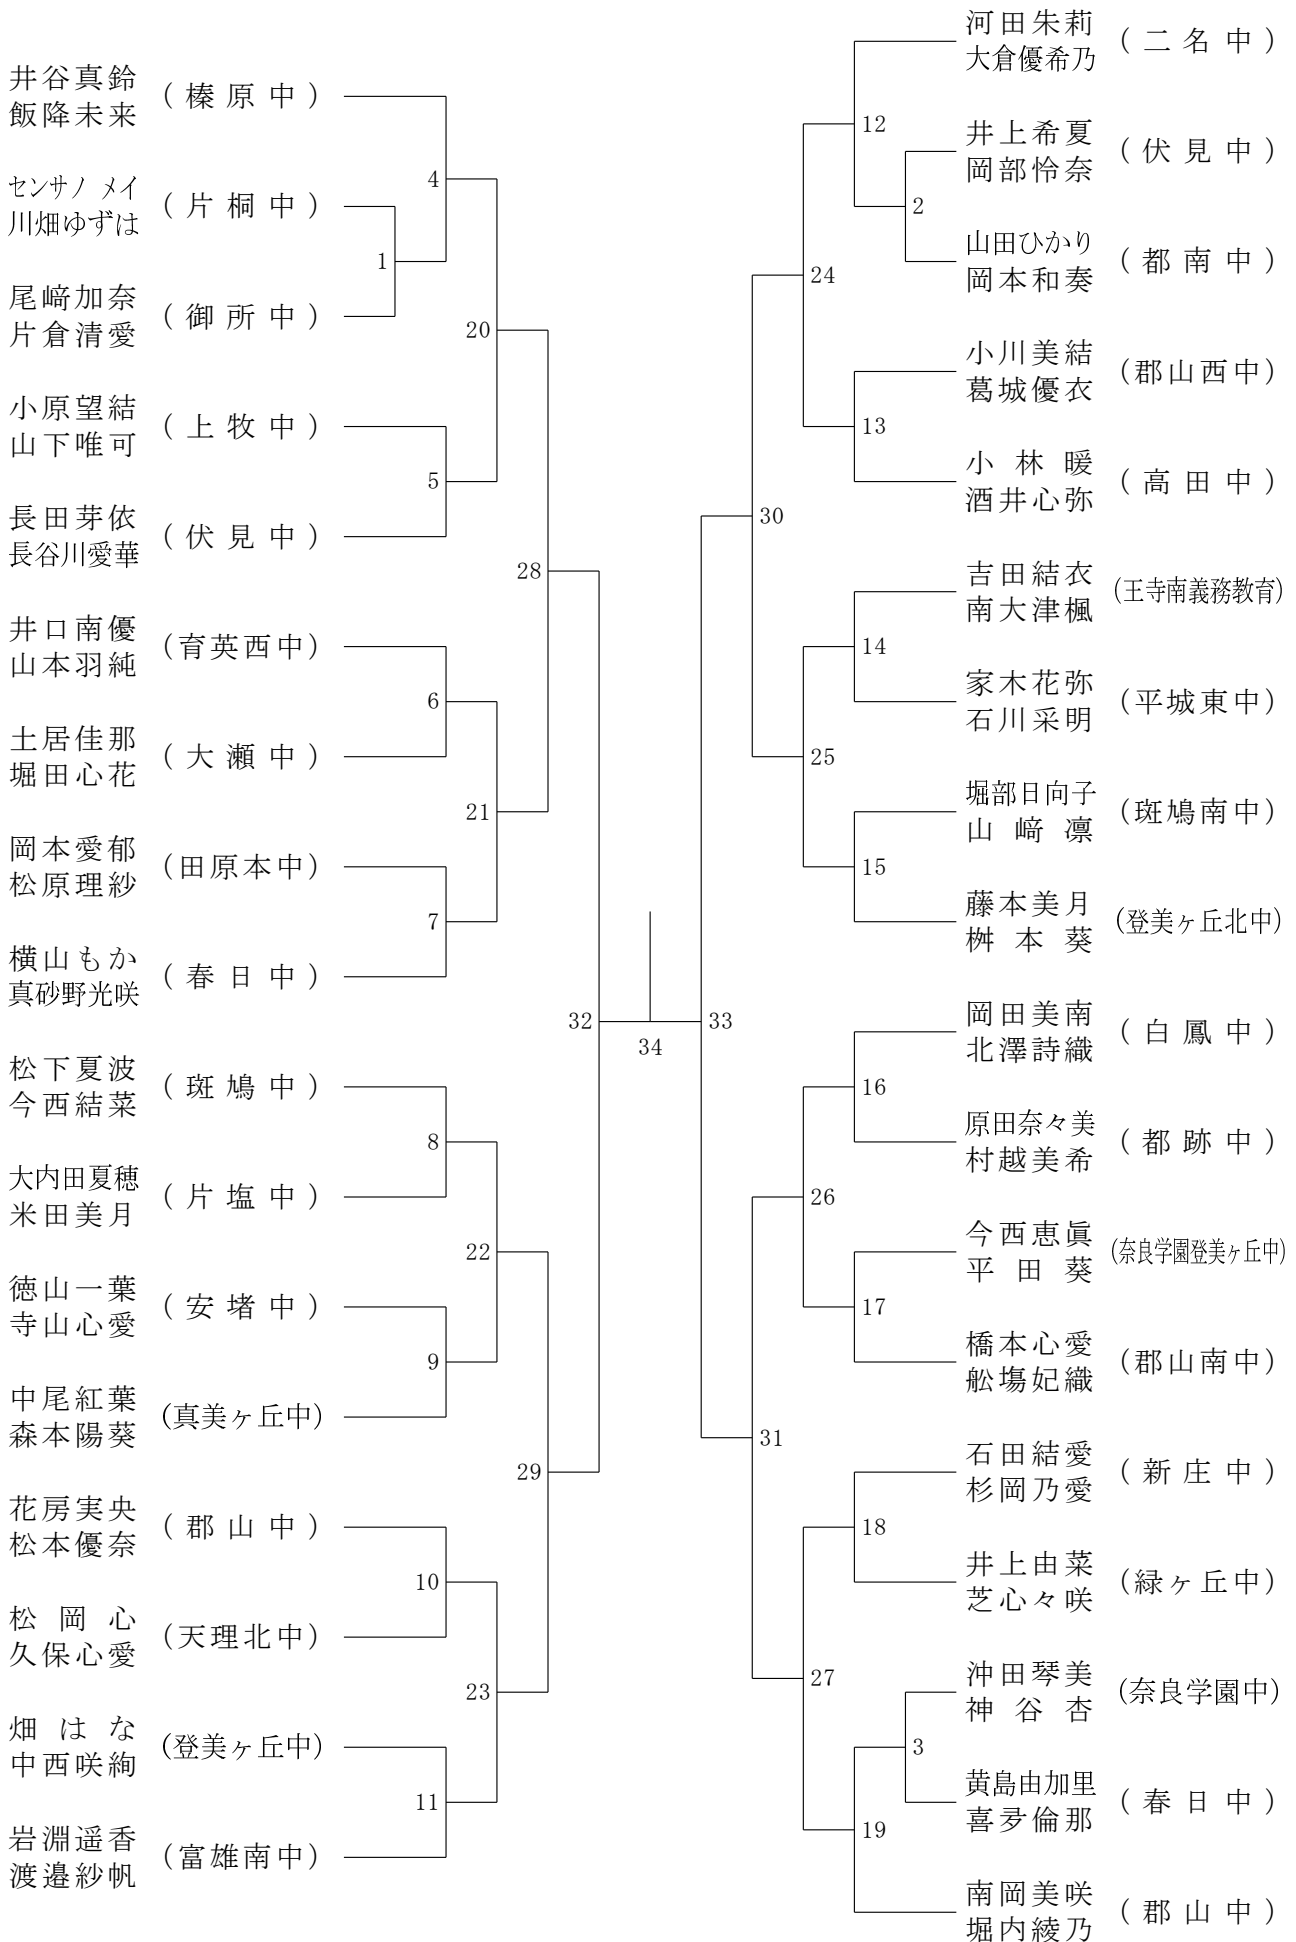 井谷真鈴
飯降未来
(榛原中)
センサノ メイ
川畑ゆずは
(片桐中)
尾﨑加奈
片倉清愛
(御所中)
小原望結
山下唯可
(上牧中)
長田芽依
長谷川愛華
(伏見中)
井口南優
山本羽純
(育英西中)
土居佳那
堀田心花
(大瀬中)
岡本愛郁
松原理紗
(田原本中)
横山もか
真砂野光咲
(春日中)
松下夏波
今西結菜
(斑鳩中)
大内田夏穂
米田美月
(片塩中)
徳山一葉
寺山心愛
(安堵中)
中尾紅葉
森本陽葵
(真美ヶ丘中)
花房実央
松本優奈
(郡山中)
松岡心
久保心愛
(天理北中)
畑はな
中西咲絢
(登美ヶ丘中)
岩淵遥香
渡邉紗帆
(富雄南中)
4
1
20
5
28
6
21
7
32
8
22
9
29
10
23
11
34
33
12
2
24
13
30
14
25
15
16
26
17
31
18
27
3
19
河田朱莉
大倉優希乃
(二名中)
井上希夏
岡部怜奈
(伏見中)
山田ひかり
岡本和奏
(都南中)
小川美結
葛城優衣
(郡山西中)
小林暖
酒井心弥
(高田中)
吉田結衣
南大津楓
(王寺南義務教育)
家木花弥
石川采明
(平城東中)
堀部日向子
山﨑凛
(斑鳩南中)
藤本美月
桝本葵
(登美ヶ丘北中)
岡田美南
北澤詩織
(白鳳中)
原田奈々美
村越美希
(都跡中)
今西恵眞
平田葵
(奈良学園登美ヶ丘中)
橋本心愛
舩塲妃織
(郡山南中)
石田結愛
杉岡乃愛
(新庄中)
井上由菜
芝心々咲
(緑ヶ丘中)
沖田琴美
神谷杏
(奈良学園中)
黄島由加里
喜夛倫那
(春日中)
南岡美咲
堀内綾乃
(郡山中)